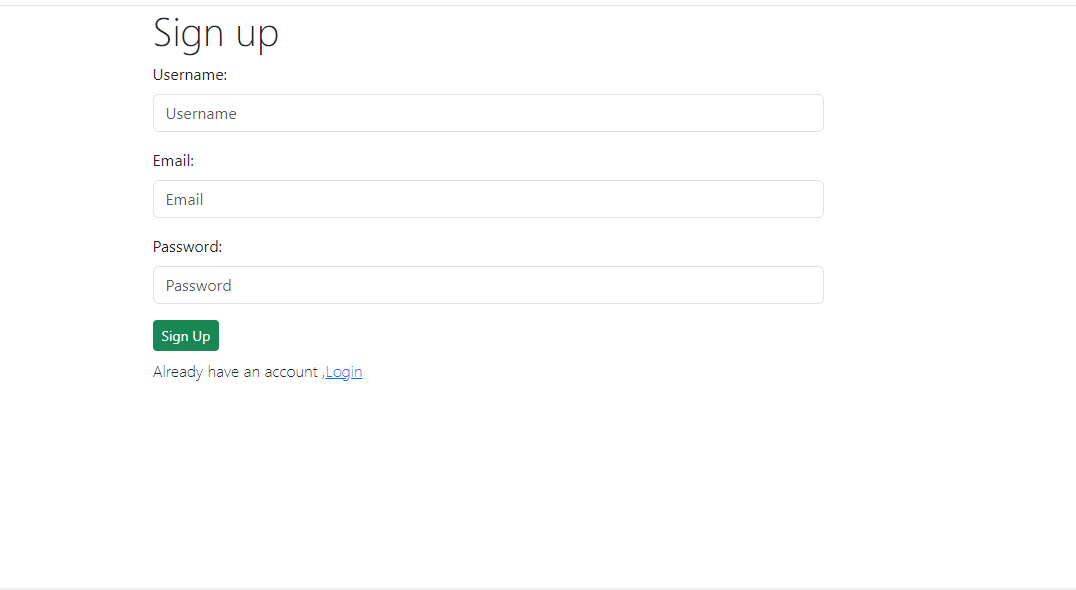 Sign up
Username:
Username
Email:
Email
Password:
Password
Sign Up
Already have an account ,Login